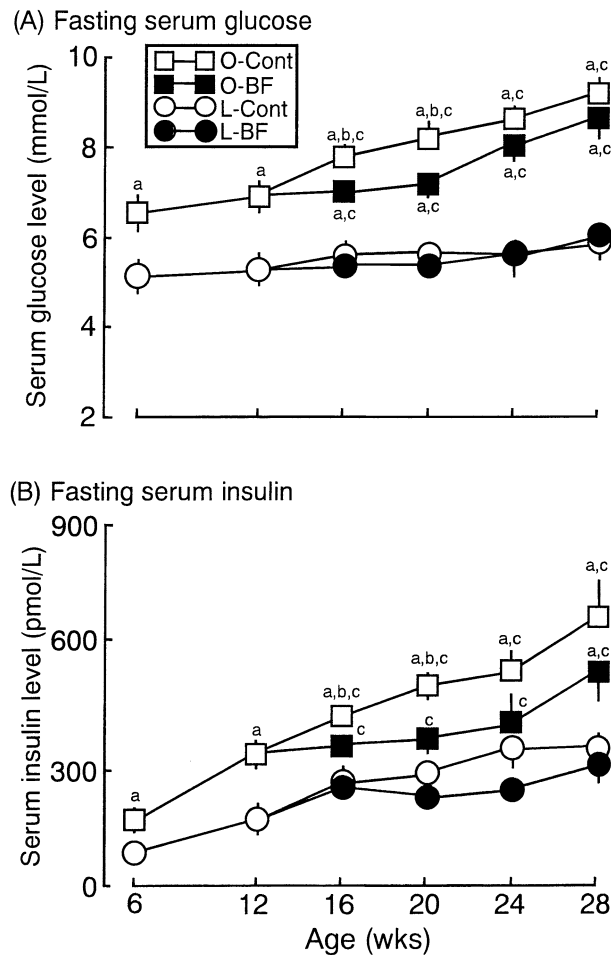 (A) Fasting serum glucose
10
O-Cont
O-BF
L-Cont
L-BF
a,c
a,c
a,b,c
a,b,c
a
a
a,c
a,c
a,c
a,c
8
6
4
2
Serum glucose level (mmol/L)
(B) Fasting serum insulin
900
a,c
600
a,c
a,b,c
a,c
a,b,c
a
c
c
c
300
a
0
Serum insulin level (pmol/L)
6 12 16 20 24 28
Age (wks)